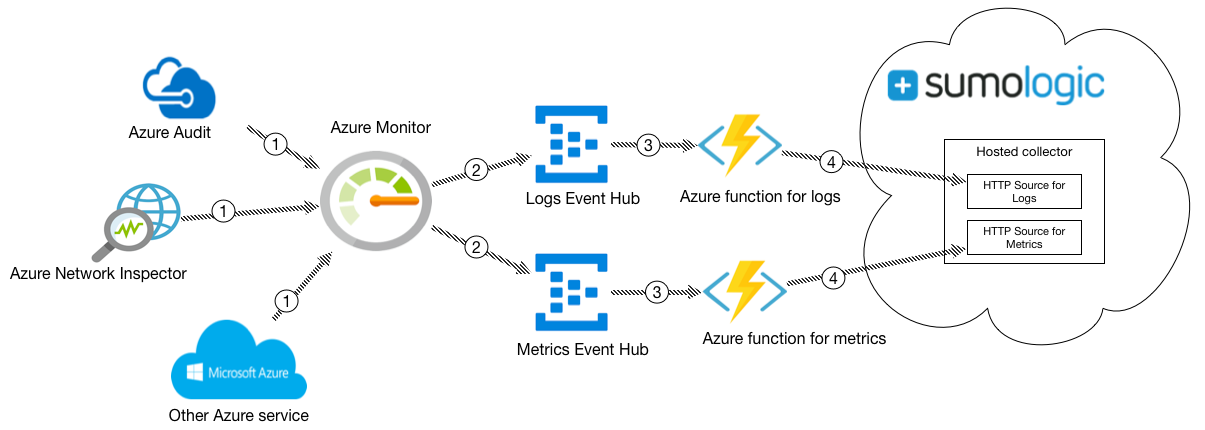 Azure Audit
1
Azure Network Inspector
1
Microsoft Azure
Other Azure service
1
Azure Monitor
2
Logs Event Hub
3
Azure function for logs
4
2
Metrics Event Hub
3
Azure function for metrics
4
sumologic
Hosted collector
HTTP Source for
Logs
HTTP Source for
Metrics